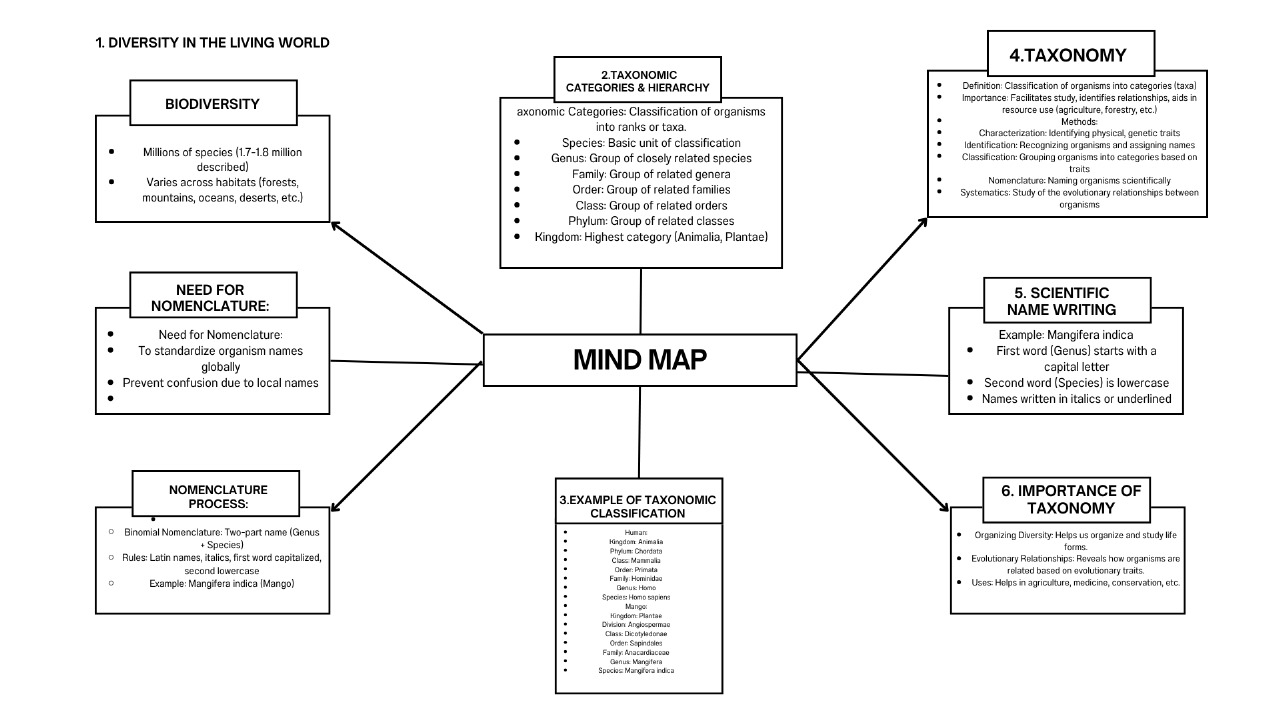 1. DIVERSITY IN THE LIVING WORLD
BIODIVERSITY
Millions of species (1.7-1.8 million
described)
Varies across habitats (forests,
mountains, oceans, deserts, etc.)
NEED FOR
NOMENCLATURE:
Need for Nomenclature:
To standardize organism names
globally
Prevent confusion due to local names
NOMENCLATURE
PROCESS:
Binomial Nomenclature: Two-part name (Genus
+ Species)
Rules: Latin names, italics, first word capitalized,
second lowercase
Example: Mangifera indica (Mango)
2.TAXONOMIC
CATEGORIES & HIERARCHY
axonomic Categories: Classification of organisms
into ranks or taxa.
Species: Basic unit of classification
Genus: Group of closely related species
Family: Group of related genera
Order: Group of related families
Class: Group of related orders
Phylum: Group of related classes
Kingdom: Highest category (Animalia, Plantae)
MIND MAP
3.EXAMPLE OF TAXONOMIC
CLASSIFICATION
Human:
Kingdom: Animalia
Phylum: Chordata
Class: Mammalia
Order: Primata
Family: Hominidae
Genus: Homo
Species: Homo sapiens
Mango:
Kingdom: Plantae
Division: Angiospermae
Class: Dicotyledonae
Order: Sapindales
Family: Anacardiaceae
Genus: Mangifera
Species: Mangifera indica
4.TAXONOMY
Definition: Classification of organisms into categories (taxa)
Importance: Facilitates study, identifies relationships, aids in
resource use (agriculture, forestry, etc.)
Methods:
Characterization: Identifying physical, genetic traits
Identification: Recognizing organisms and assigning names
Classification: Grouping organisms into categories based on
traits
Nomenclature: Naming organisms scientifically
Systematics: Study of the evolutionary relationships between
organisms
5. SCIENTIFIC
NAME WRITING
Example: Mangifera indica
First word (Genus) starts with a
capital letter
Second word (Species) is lowercase
Names written in italics or underlined
6. IMPORTANCE OF
TAXONOMY
Organizing Diversity: Helps us organize and study life
forms.
Evolutionary Relationships: Reveals how organisms are
related based on evolutionary traits.
Uses: Helps in agriculture, medicine, conservation, etc.